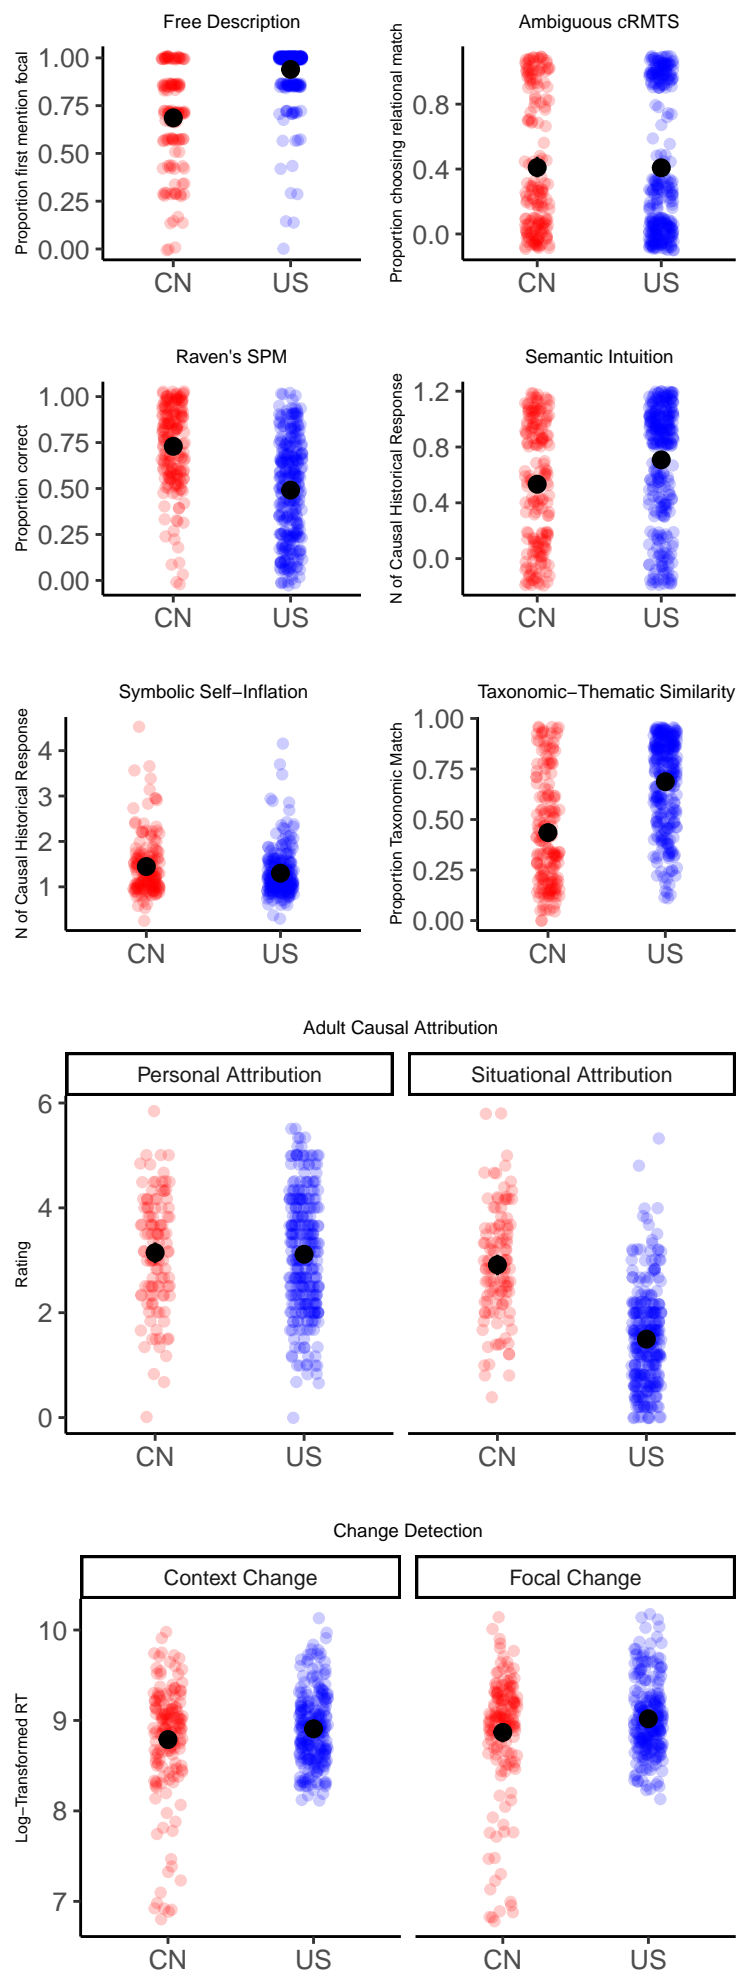 Free Description
Proportion first mention focal
1.00
0.75
0.50
0.25
0.00
CN US
Ambiguous cRMTS
Proportion choosing relational match
0.8
0.4
0.0
CN US
Raven's SPM
Proportion correct
1.00
0.75
0.50
0.25
0.00
CN US
Semantic Intuition
N of Causal Historical Response
1.2
0.8
0.4
0.0
CN US
Symbolic Self−Inflation
N of Causal Historical Response
4
3
2
1
CN US
Taxonomic−Thematic Similarity
Proportion Taxonomic Match
1.00
0.75
0.50
0.25
0.00
CN US
Adult Causal Attribution
Personal Attribution
Situational Attribution
Rating
6
4
2
0
CN US
CN US
Change Detection
Context Change
Focal Change
Log−Transformed RT
10
9
8
7
CN US
CN US